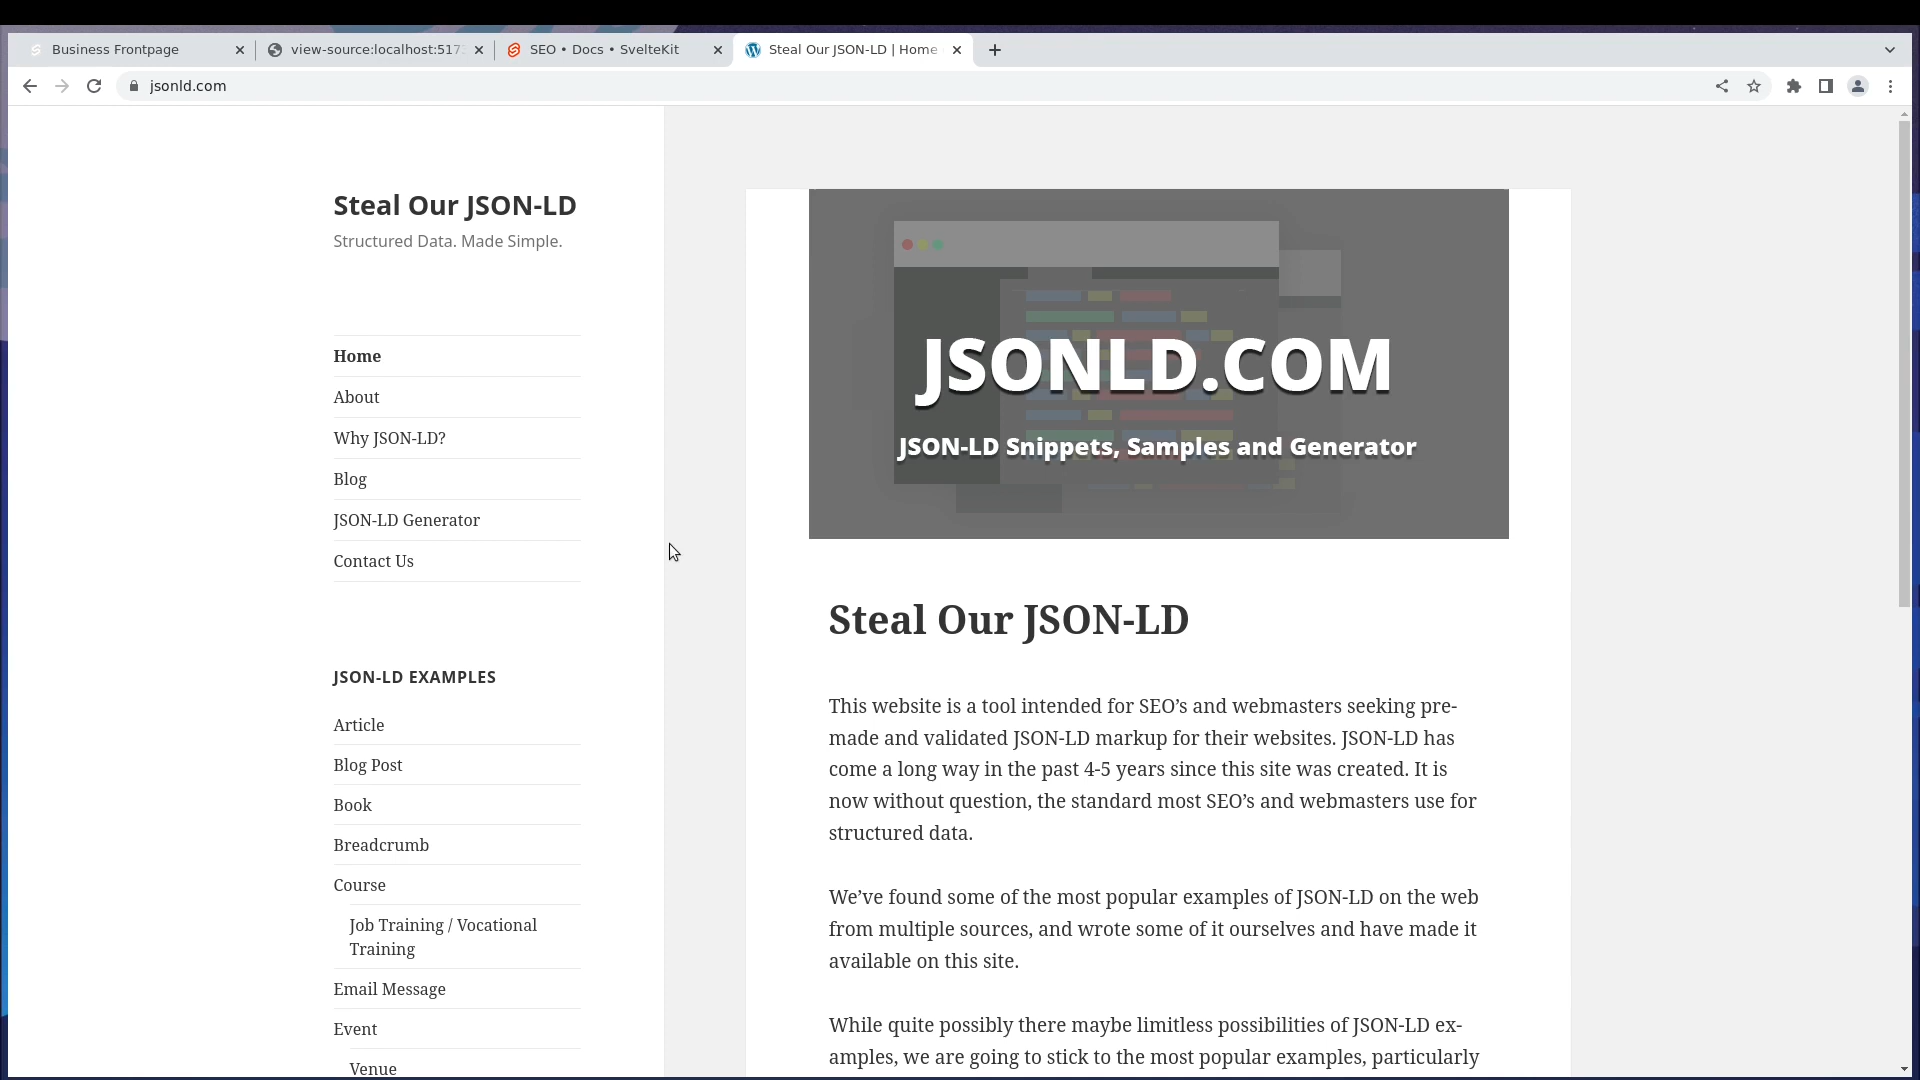 Business Frontpage
view-source:localhost:517
SEO • Docs • SvelteKit
Steal Our JSON-LD | Home
jsonld.com
Steal Our JSON-LD
Structured Data. Made Simple.
Home
About
Why JSON-LD?
Blog
JSON-LD Generator
Contact Us
JSON-LD EXAMPLES
Article
Blog Post
Book
Breadcrumb
Course
Job Training / Vocational
Training
Email Message
Event
Venue
JSONLD.COM
JSON-LD Snippets, Samples and Generator
Steal Our JSON-LD
This website is a tool intended for SEO’s and webmasters seeking pre-
made and validated JSON-LD markup for their websites. JSON-LD has
come a long way in the past 4-5 years since this site was created. It is
now without question, the standard most SEO’s and webmasters use for
structured data.
We’ve found some of the most popular examples of JSON-LD on the web
from multiple sources, and wrote some of it ourselves and have made it
available on this site.
While quite possibly there maybe limitless possibilities of JSON-LD ex-
amples, we are going to stick to the most popular examples, particularly